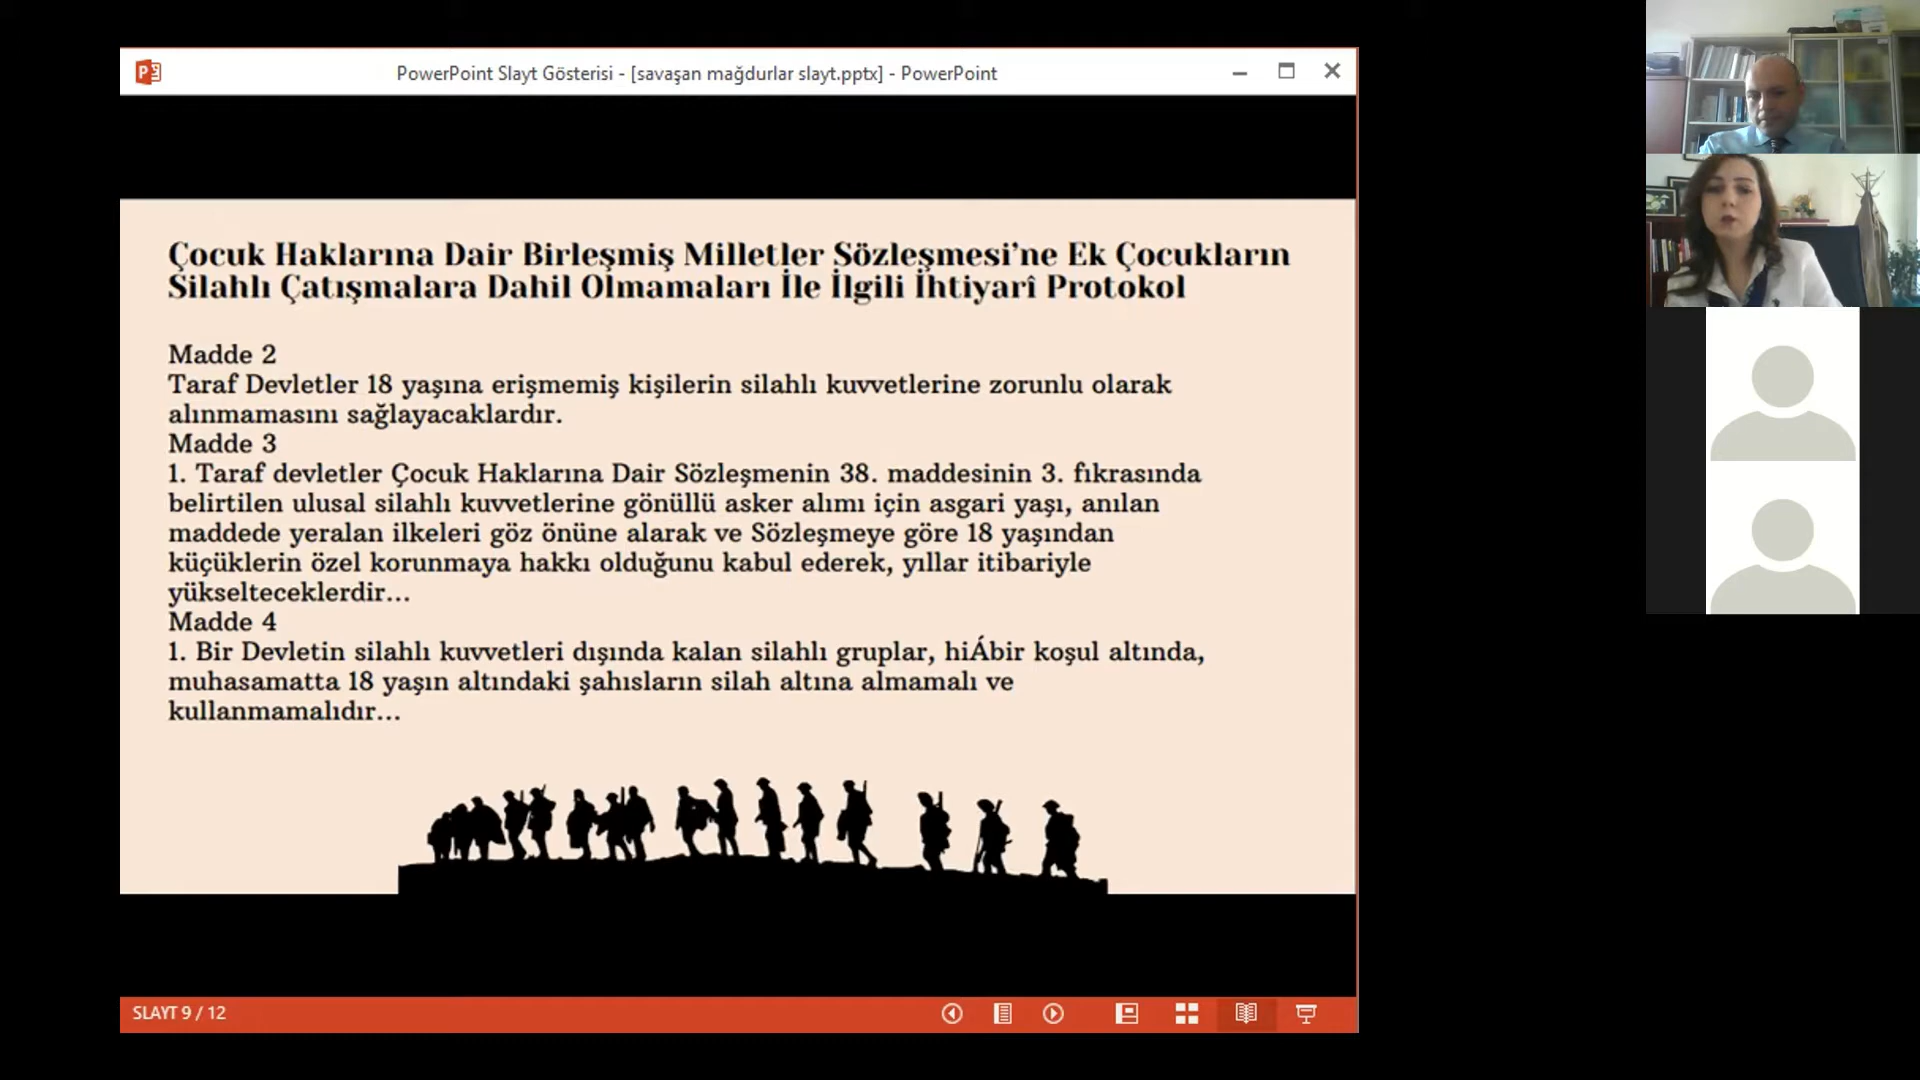 PowerPoint Slayt Gösterisi - [savaşan mağdurlar slayt.pptx] - PowerPoint
Çocuk Haklarına Dair Birleşmiş Milletler Sözleşmesi’ne Ek Çocukların
Silahlı Çatışmalara Dahil Olmamaları İle İlgili İhtiyarî Protokol
Madde 2
Taraf Devletler 18 yaşına erişmemiş kişilerin silahlı kuvvetlerine zorunlu olarak
alınmamasını sağlayacaklardır.
Madde 3
1. Taraf devletler Çocuk Haklarına Dair Sözleşmenin 38. maddesinin 3. fıkrasında
belirtilen ulusal silahlı kuvvetlerine gönüllü asker alımı için asgari yaşı, anılan
maddede yeralan ilkeleri göz önüne alarak ve Sözleşmeye göre 18 yaşından
küçüklerin özel korunmaya hakkı olduğunu kabul ederek, yıllar itibariyle
yükselteceklerdir...
Madde 4
1. Bir Devletin silahlı kuvvetleri dışında kalan silahlı gruplar, hiÁbir koşul altında,
muhasamatta 18 yaşın altındaki şahısların silah altına almamalı ve
kullanmamalıdır...
SLAYT 9 / 12